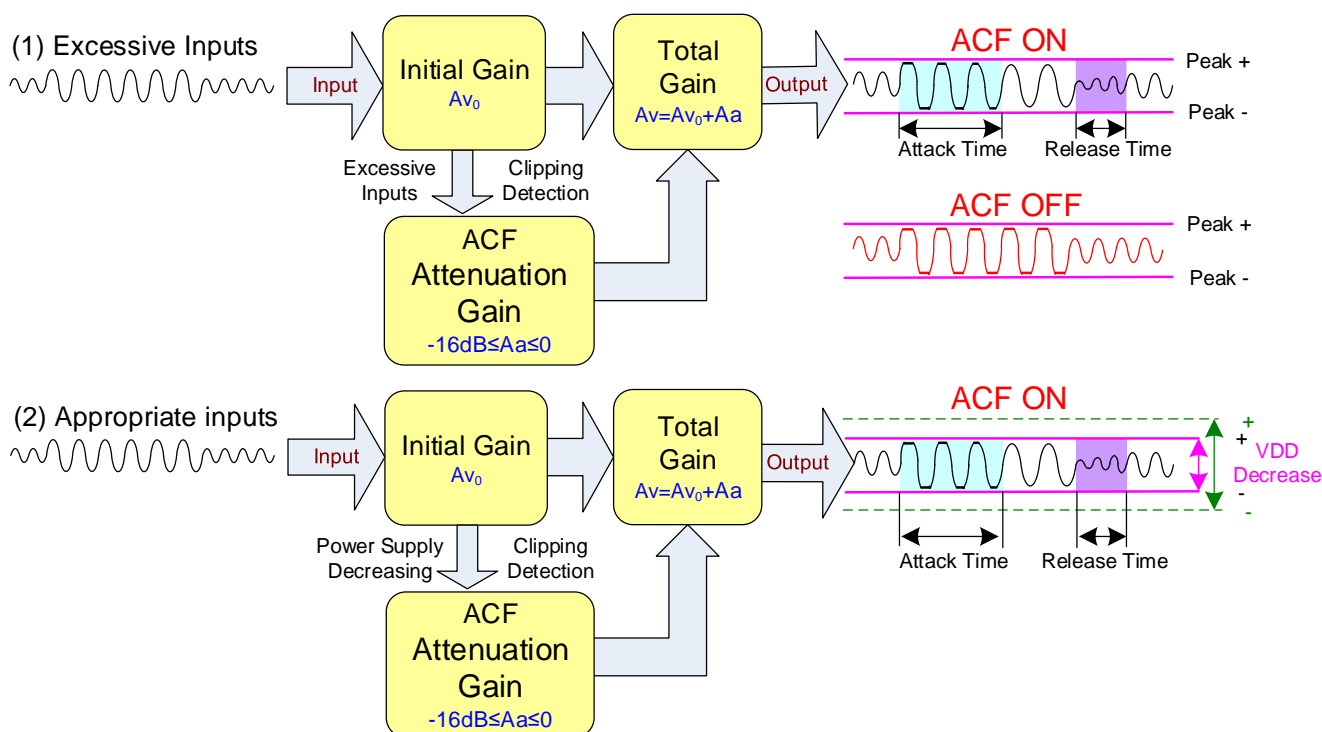 (1) Excessive Inputs
Input
Initial Gain
Av₀
Total
Gain
Av=Av₀+Aa
Output
ACF ON
Peak +
Peak -
Attack Time
Release Time
Excessive
Inputs
Clipping
Detection
ACF
Attenuation
Gain
-16dB≤Aa≤0
ACF OFF
Peak +
Peak -
(2) Appropriate inputs
Input
Initial Gain
Av₀
Total
Gain
Av=Av₀+Aa
Output
ACF ON
+
+
VDD
Decrease
-
-
Attack Time
Release Time
Power Supply
Decreasing
Clipping
Detection
ACF
Attenuation
Gain
-16dB≤Aa≤0